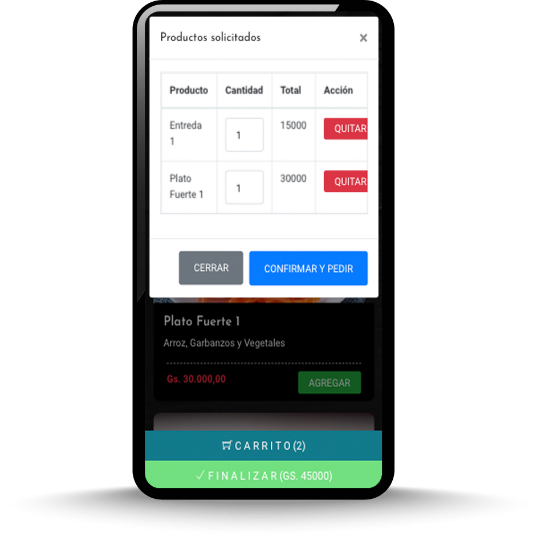 Productos solicitados ×
Producto Cantidad Total Acción
Entreda 1 15000 QUITAR
1
Plato 1 30000 QUITAR
Fuerte 1
CERRAR CONFIRMAR Y PEDIR
Plato Fuerte 1
Arroz, Garbanzos y Vegetales
Gs. 30.000,00 AGREGAR
CARRITO(2)
✓ FINALIZAR (GS. 45000)